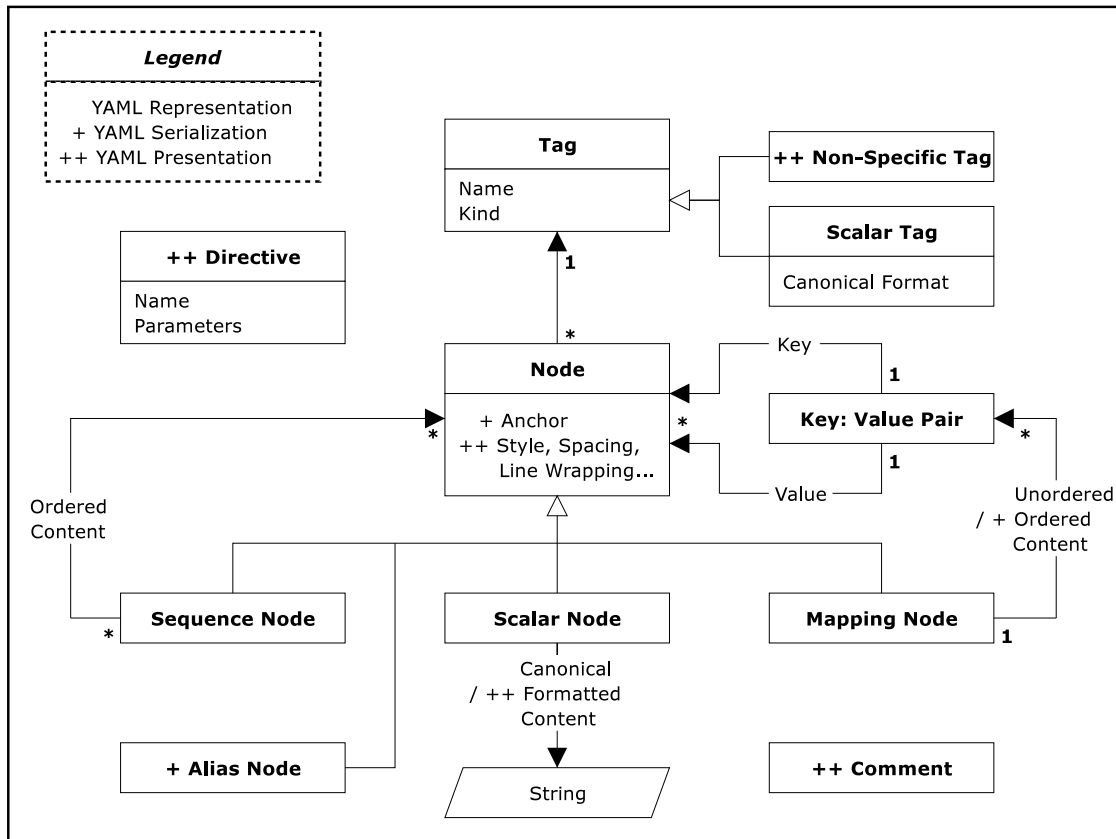 Legend
YAML Representation
+ YAML Serialization
++ YAML Presentation
Tag
Name
Kind
++ Non-Specific Tag
Scalar Tag
Canonical Format
++ Directive
Name
Parameters
1
*
Node
+ Anchor
++ Style, Spacing,
Line Wrapping...
Key
1
*
Key: Value Pair
*
1
Value
*
Ordered
Content
Unordered
/ + Ordered
Content
Sequence Node
*
Scalar Node
Mapping Node
1
Canonical
/ ++ Formatted
Content
+ Alias Node
String
++ Comment